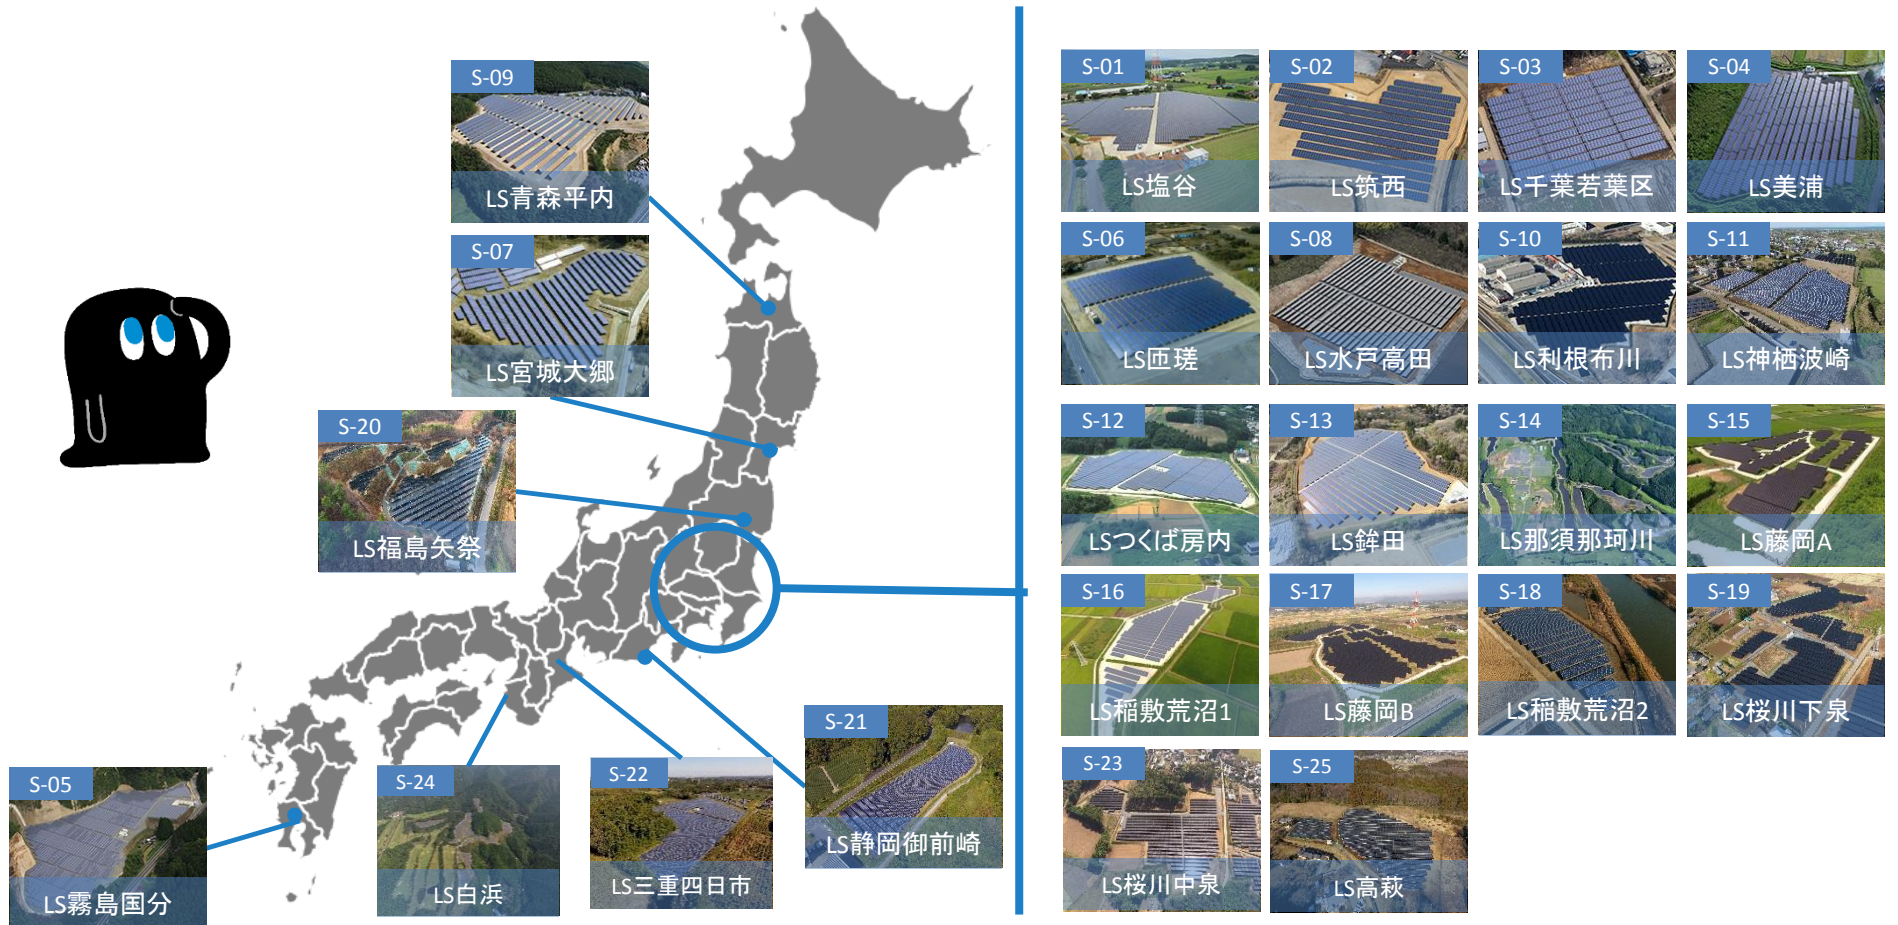 S-09
LS青森平内
S-07
LS宮城大郷
S-20
LS福島矢祭
S-05
LS霧島国分
S-24
LS白浜
S-22
LS三重四日市
S-21
LS静岡御前崎
S-01
LS塩谷
S-02
LS筑西
S-03
LS千葉若葉区
S-04
LS美浦
S-06
LS匝瑳
S-08
LS水戸高田
S-10
LS利根布川
S-11
LS神栖波崎
S-12
LSつくば房内
S-13
LS鉾田
S-14
LS那須那珂川
S-15
LS藤岡A
S-16
LS稲敷荒沼1
S-17
LS藤岡B
S-18
LS稲敷荒沼2
S-19
LS桜川下泉
S-23
LS桜川中泉
S-25
LS高萩